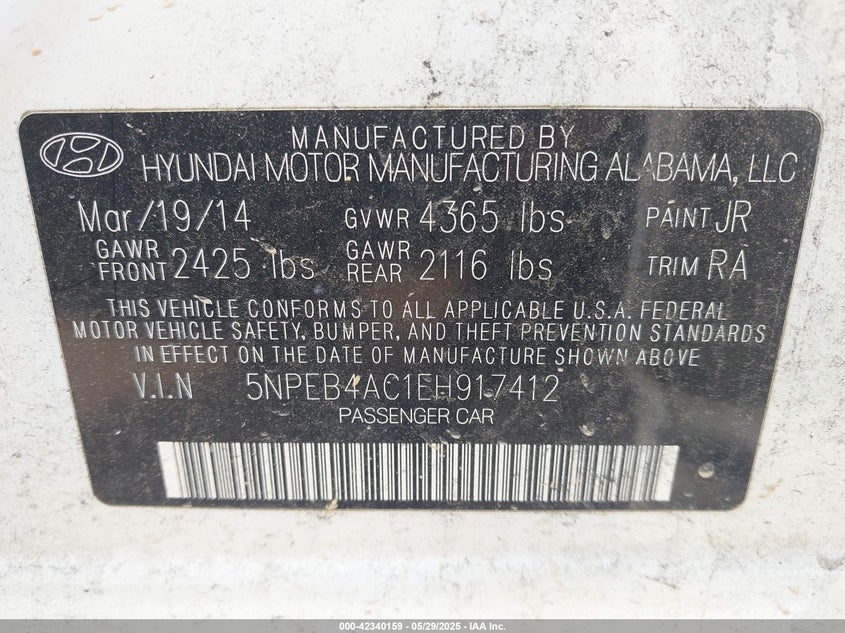 MANUFACTURED BY
HYUNDAI MOTOR MANUFACTURING ALABAMA, LLC
Mar/19/14 GVWR 4365 lbs PAINT JR
GAWR FRONT 2425 lbs GAWR REAR 2116 lbs TRIM RA
THIS VEHICLE CONFORMS TO ALL APPLICABLE U.S.A. FEDERAL
MOTOR VEHICLE SAFETY, BUMPER, AND THEFT PREVENTION STANDARDS
IN EFFECT ON THE DATE OF MANUFACTURE SHOWN ABOVE.
V.I.N 5NPEB4AC1EH917412
PASSENGER CAR
000-42340159 - 05/29/2025 - IAA Inc.